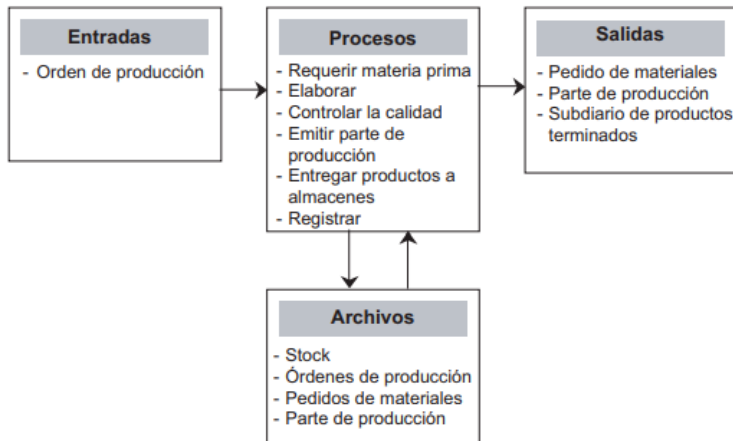 Entradas
- Orden de producción
Procesos
- Requerir materia prima
- Elaborar
- Controlar la calidad
- Emitir parte de
producción
- Entregar productos a
almacenes
- Registrar
Salidas
- Pedido de materiales
- Parte de producción
- Subdiario de productos
terminados
Archivos
- Stock
- Órdenes de producción
- Pedidos de materiales
- Parte de producción